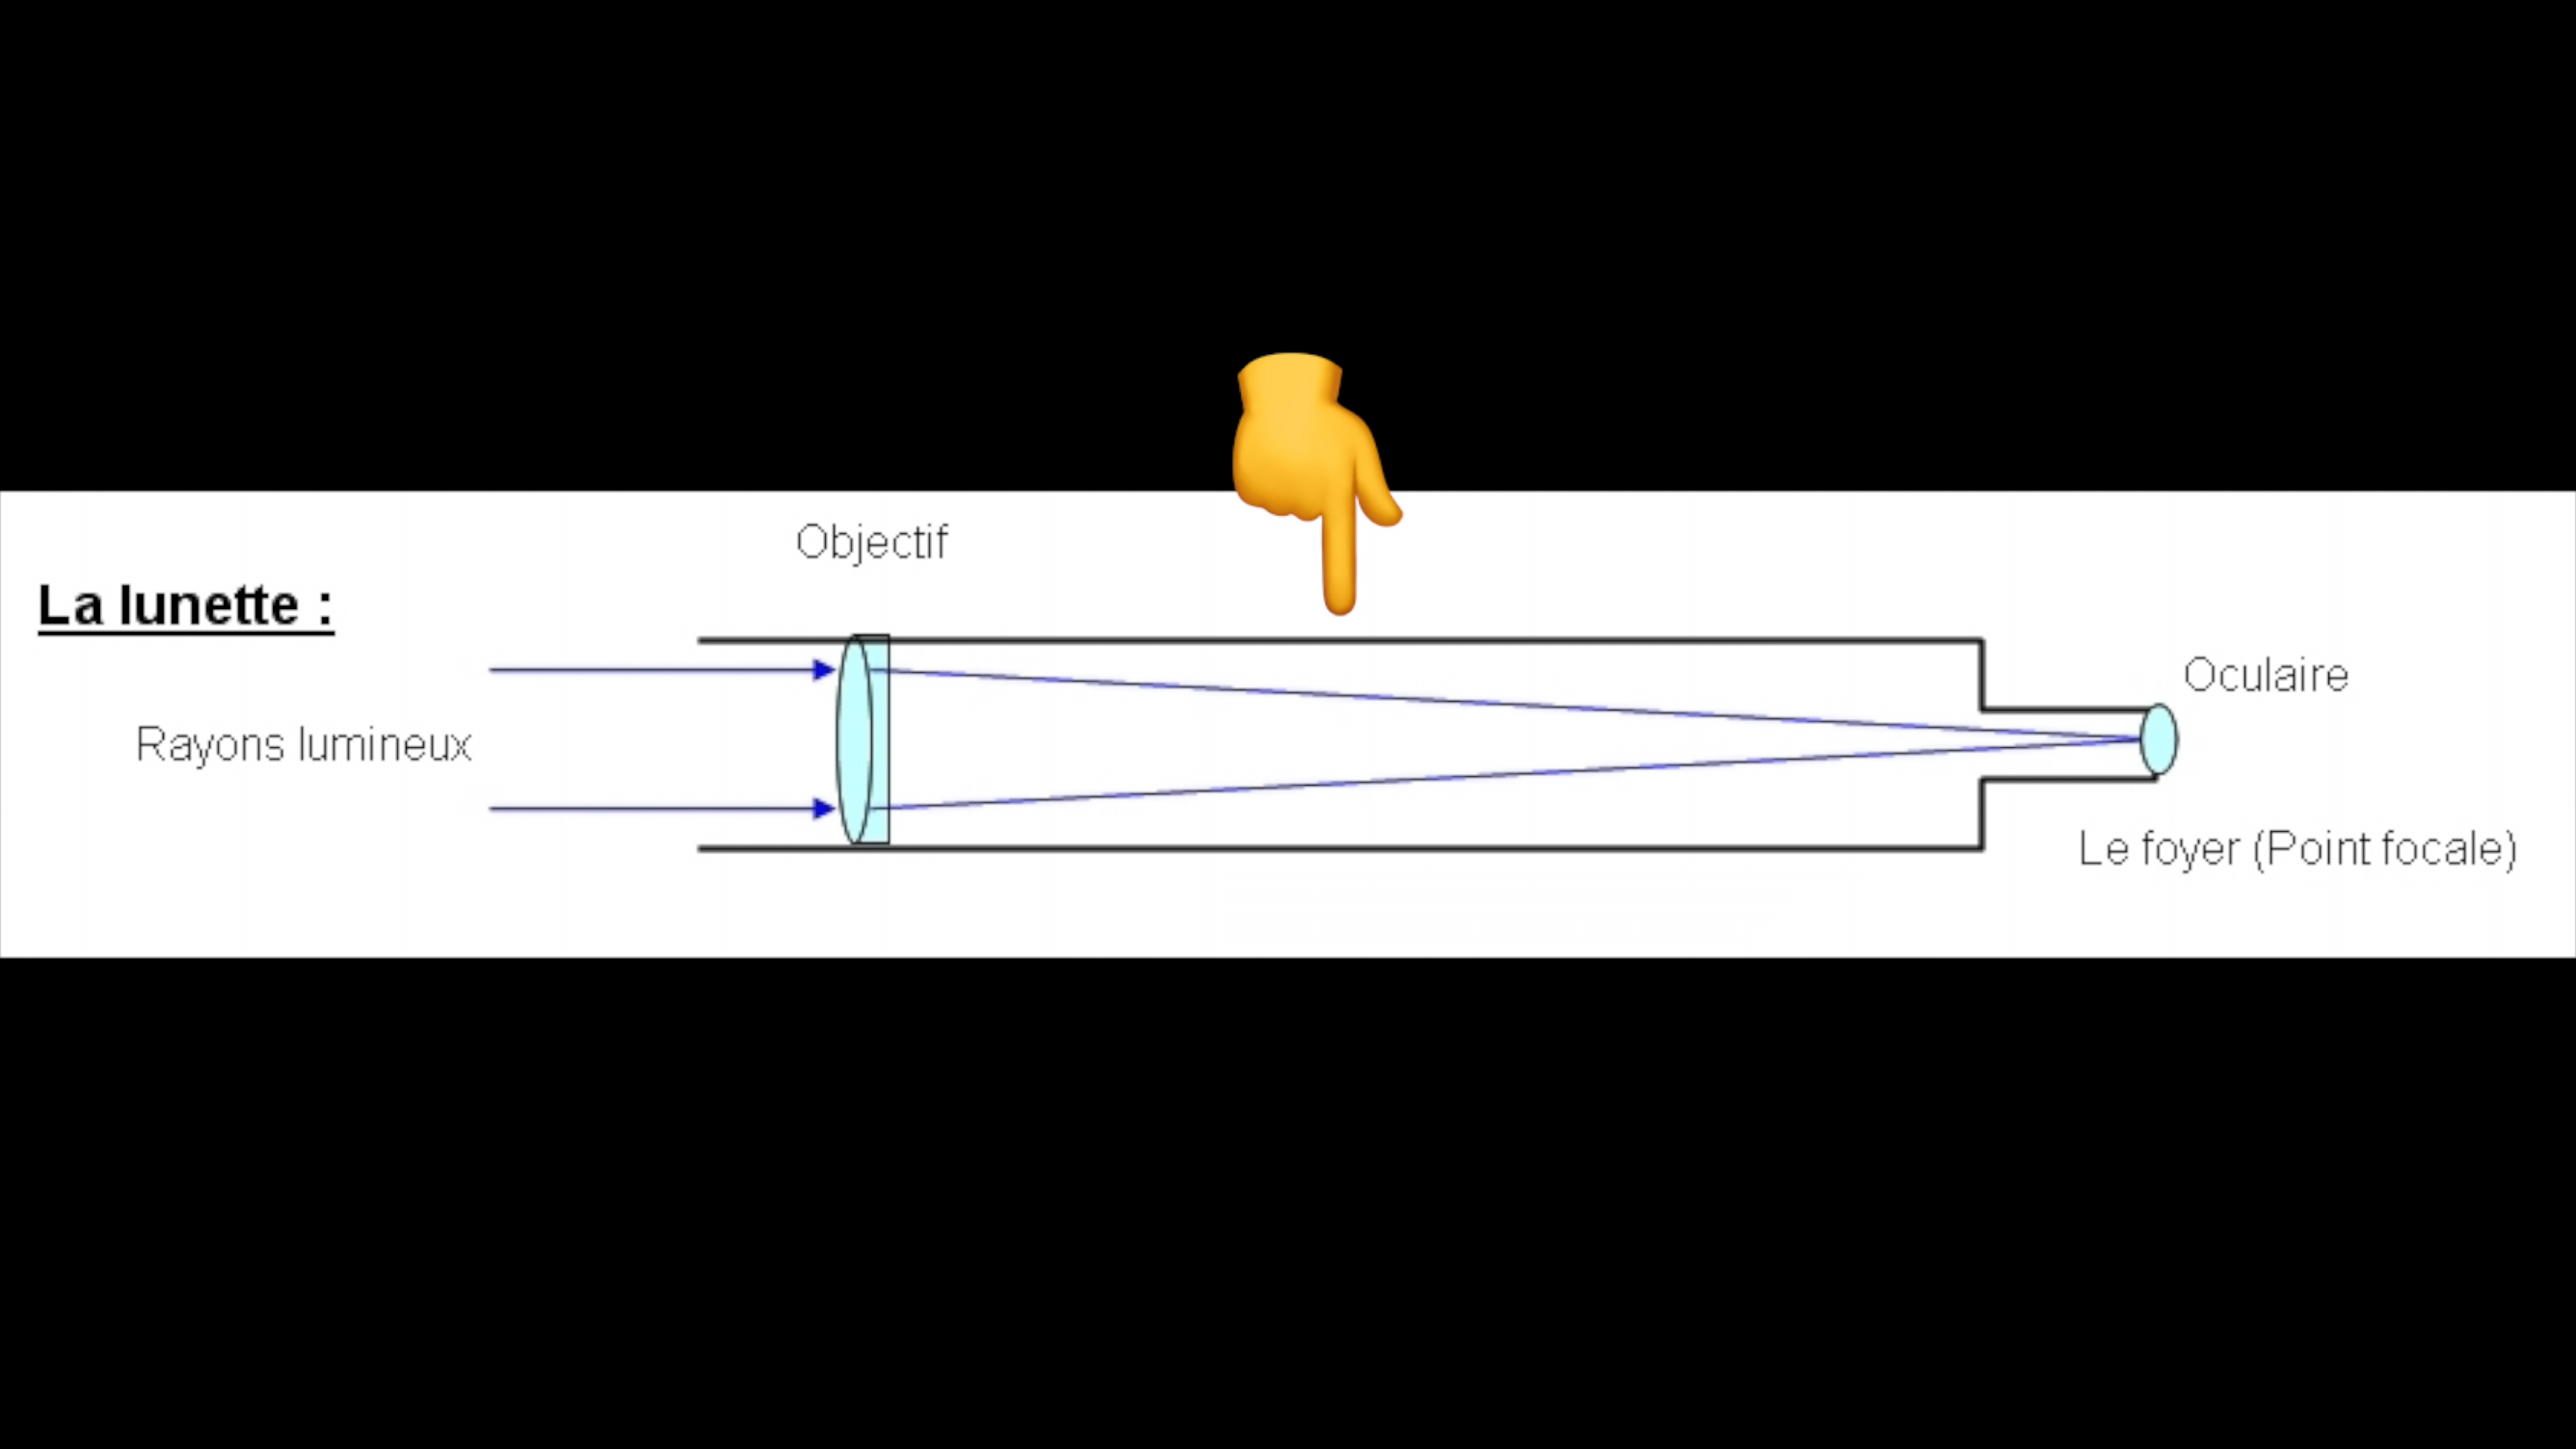 Objectif
La lunette :
Oculaire
Rayons lumineux
Le foyer (Point focale)